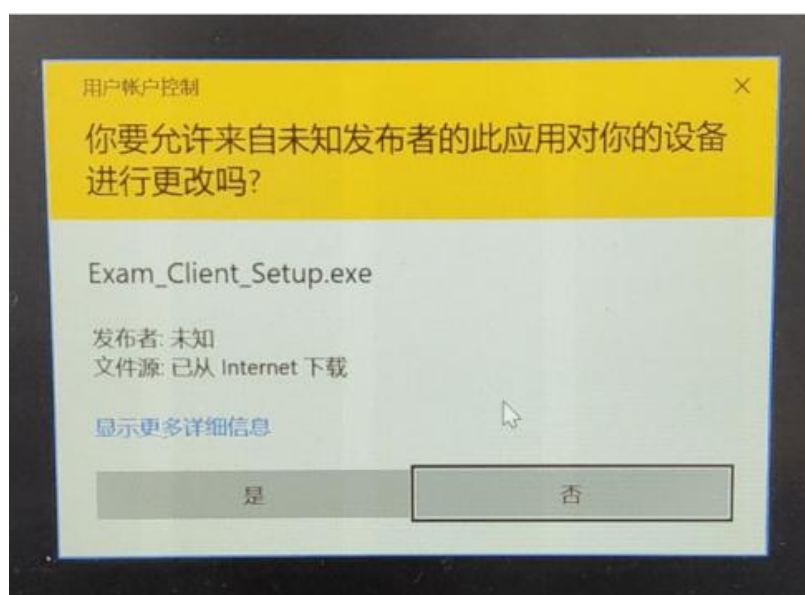 用户帐户控制
你要允许来自未知发布者的此应用对你的设备
进行更改吗?
Exam_Client_Setup.exe
发布者: 未知
文件源: 已从 Internet 下载
显示更多详细信息
是
否